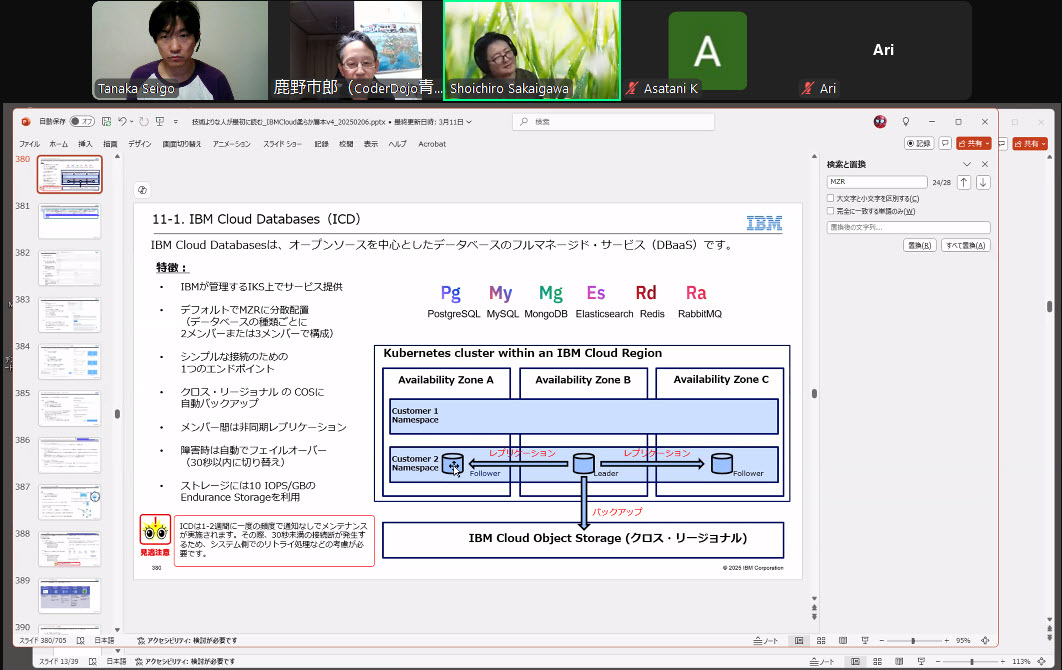 Tanaka Seigo
鹿野市郎（CoderDojo青...
Shoichiro Sakaigawa
A
Asatani K
Ari
Ari
自動保存
オフ
技術よりな人が最初に読む_IBMCloud柔らか層本v4_20250206.pptx • 最終更新日時: 3月11日
検索
ファイル ホーム 挿入 描画 デザイン 画面切り替え アニメーション スライド ショー 記録 校閲 表示 ヘルプ Acrobat
記録
共有
共有
380
381
382
383
384
385
386
387
388
389
390
11-1. IBM Cloud Databases（ICD）
IBM
IBM Cloud Databasesは、オープンソースを中心としたデータベースのフルマネージド・サービス（DBaaS）です。
特徴：
• IBMが管理するIKS上でサービス提供
• デフォルトでMZRに分散配置
（データベースの種類ごとに
2メンバーまたは3メンバーで構成）
• シンプルな接続のための
1つのエンドポイント
• クロス・リージョナル の COSに
自動バックアップ
• メンバー間は非同期レプリケーション
• 障害時は自動でフェイルオーバー
（30秒以内に切り替え）
• ストレージには10 IOPS/GBの
Endurance Storageを利用
Pg My Mg Es Rd Ra
PostgreSQL MySQL MongoDB Elasticsearch Redis RabbitMQ
Kubernetes cluster within an IBM Cloud Region
Availability Zone A
Availability Zone B
Availability Zone C
Customer 1
Namespace
Customer 2
Namespace
レプリケーション
レプリケーション
Follower
Leader
Follower
バックアップ
IBM Cloud Object Storage (クロス・リージョナル)
見逃注意
ICDは1-2週間に一度の頻度で通知なしでメンテナンス
が実施されます。その際、30秒未満の接続断が発生す
るため、システム側でのリトライ処理などの考慮が必
要です。
380
© 2025 IBM Corporation
検索と置換
MZR
24/28
大文字と小文字を区別する(C)
完全に一致する単語のみ(W)
置換後の文字列...
置換(R)
すべて置換(A)
スライド 380/705
日本語
アクセシビリティ: 検討が必要です
ノート
95%
スライド 13/39
日本語
アクセシビリティ: 検討が必要です
ノート
113%